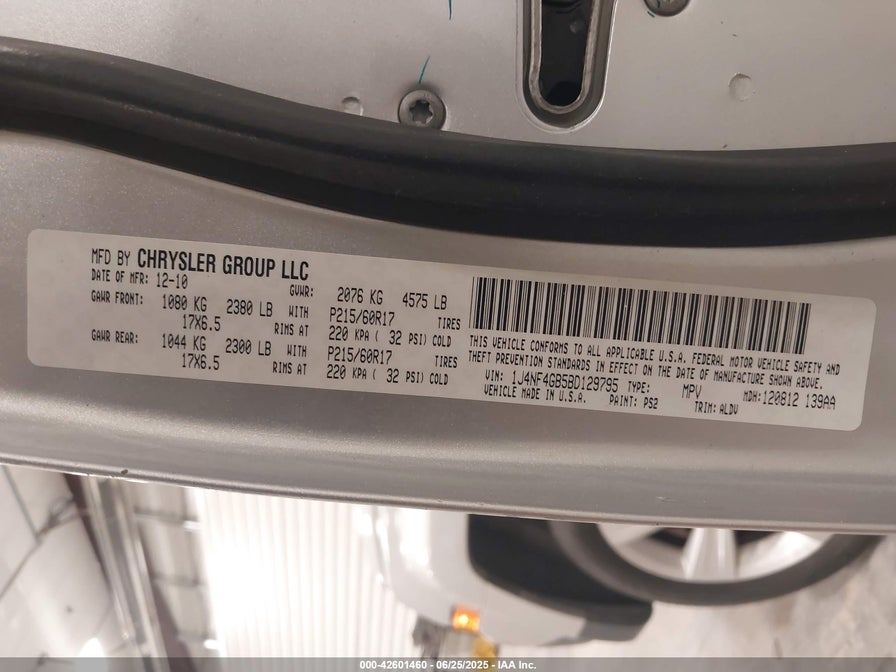 MFD BY CHRYSLER GROUP LLC
DATE OF MFR: 12-10 GVWR: 2076 KG 4575 LB
GAWR FRONT: 1080 KG 2380 LB WITH P215/60R17 TIRES
17X6.5 RIMS AT 220 KPA ( 32 PSI) COLD
GAWR REAR: 1044 KG 2300 LB WITH P215/60R17 TIRES
17X6.5 RIMS AT 220 KPA ( 32 PSI) COLD
THIS VEHICLE CONFORMS TO ALL APPLICABLE U.S.A. FEDERAL MOTOR VEHICLE SAFETY AND
THEFT PREVENTION STANDARDS IN EFFECT ON THE DATE OF MANUFACTURE SHOWN ABOVE.
VIN: 1J4NF4GB5BD129795 TYPE: MPV MDH:120812 139AA
VEHICLE MADE IN U.S.A. PAINT: PS2 TRIM: ALDV
000-42601460 - 06/25/2025 - IAA Inc.